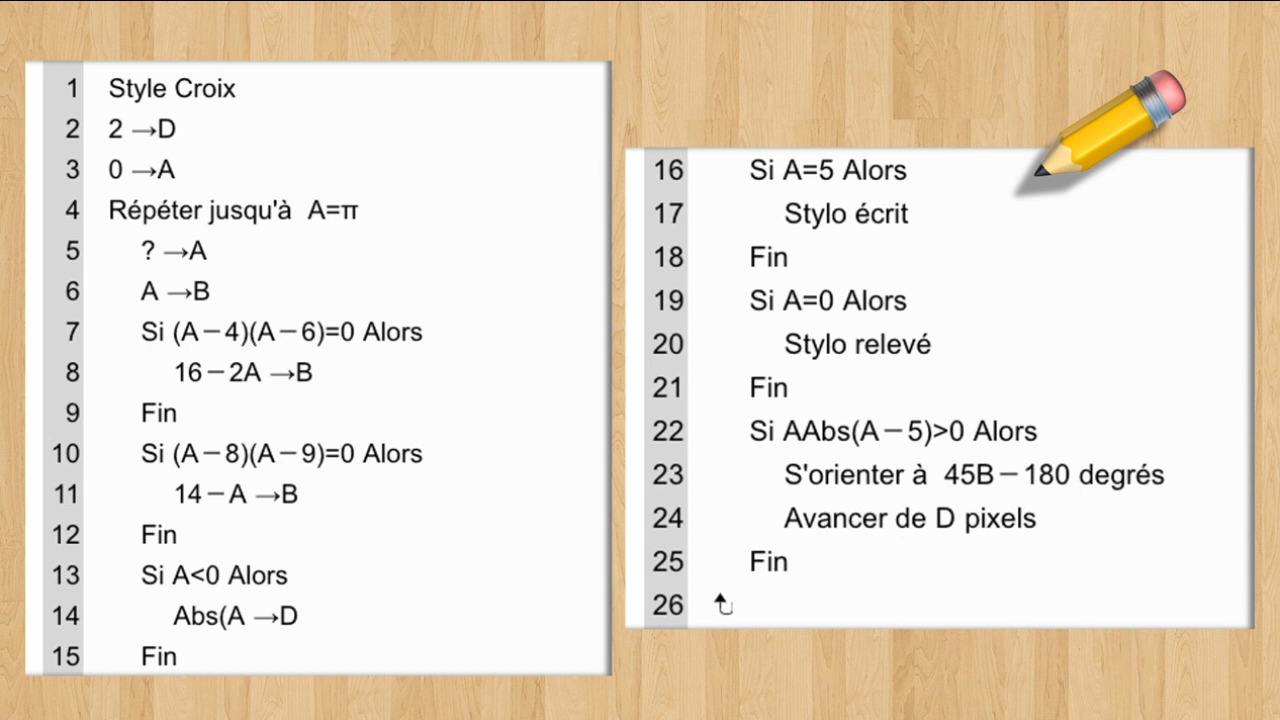 1 Style Croix
2 2 →D
3 0 →A
4 Répéter jusqu'à A=π
5 ? →A
6 A →B
7 Si (A−4)(A−6)=0 Alors
8 16−2A →B
9 Fin
10 Si (A−8)(A−9)=0 Alors
11 14−A →B
12 Fin
13 Si A<0 Alors
14 Abs(A →D
15 Fin
16 Si A=5 Alors
17 Stylo écrit
18 Fin
19 Si A=0 Alors
20 Stylo relevé
21 Fin
22 Si AAbs(A−5)>0 Alors
23 S'orienter à 45B−180 degrés
24 Avancer de D pixels
25 Fin
26